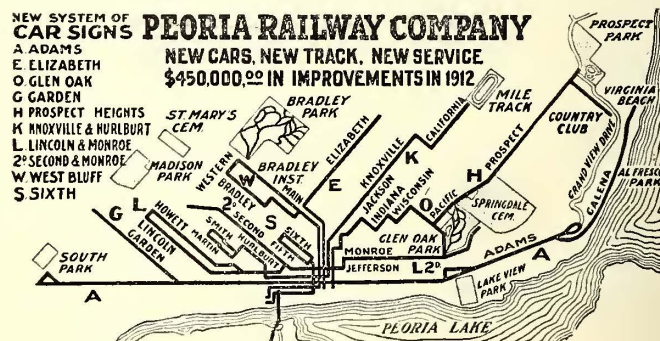 NEW SYSTEM OF
CAR SIGNS
A. ADAMS
E. ELIZABETH
O. GLEN OAK
G GARDEN
H PROSPECT HEIGHTS
K KNOXVILLE & HURLBURT
L. LINCOLN & MONROE
2D SECOND & MONROE
W. WEST BLUFF
S. SIXTH
PEORIA RAILWAY COMPANY
NEW CARS, NEW TRACK, NEW SERVICE
$450,000,00 IN IMPROVEMENTS IN 1912
PROSPECT
PARK
VIRGINIA
BEACH
MILE
TRACK
COUNTRY
CLUB
GRAND VIEW DRIVE
GALENA
AL FRESCO
PARK
ST. MARY'S
CEM.
BRADLEY
PARK
MADISON
PARK
BRADLEY
INST.
WESTERN
W
BRADLEY
MAIN
ELIZABETH
E
KNOXVILLE
K
CALIFORNIA
JACKSON
INDIANA
WISCONSIN
O
PACIFIC
H
PROSPECT
SPRINGDALE
CEM.
2D
SECOND
S
SIXTH
FIFTH
G
L
HOWETT
LINCOLN
GARDEN
SMITH
MARTIN
HURLBURT
GLEN OAK
PARK
MONROE
JEFFERSON
L2D
ADAMS
A
LAKE VIEW
PARK
SOUTH
PARK
A
PEORIA LAKE